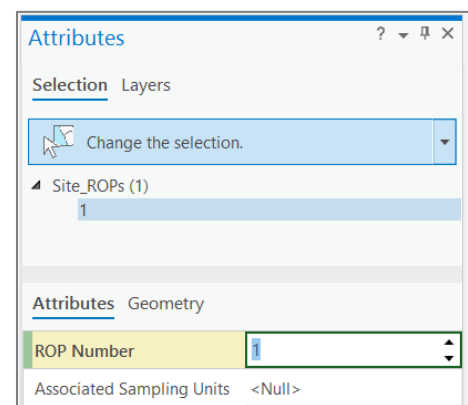 Attributes ?
Selection Layers
Change the selection.
Site_ROPs (1)
1
Attributes Geometry
ROP Number 1
Associated Sampling Units <Null>